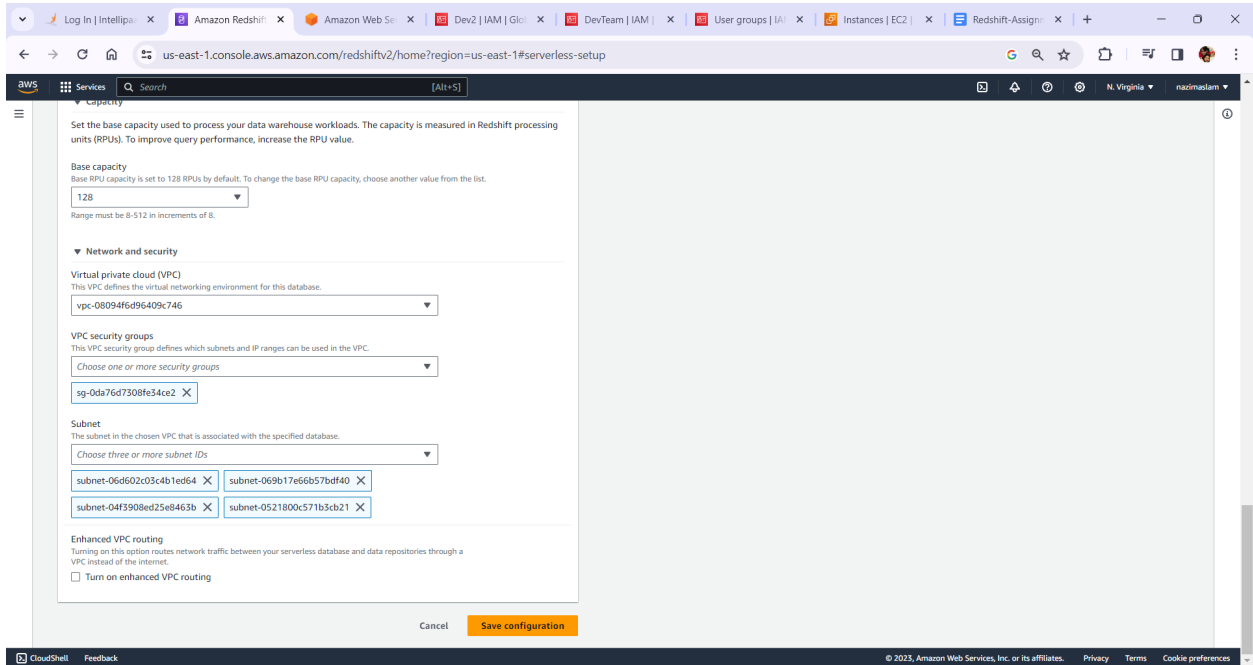 Log In | Intellipaa
Amazon Redshift
Amazon Web Se
Dev2 | IAM | Glo
DevTeam | IAM |
User groups | IA
Instances | EC2 |
Redshift-Assignm
us-east-1.console.aws.amazon.com/redshiftv2/home?region=us-east-1#serverless-setup
aws
Services
Search
[Alt+S]
N. Virginia
nazimaslam
Capacity
Set the base capacity used to process your data warehouse workloads. The capacity is measured in Redshift processing
units (RPUs). To improve query performance, increase the RPU value.
Base capacity
Base RPU capacity is set to 128 RPUs by default. To change the base RPU capacity, choose another value from the list.
128
Range must be 8-512 in increments of 8.
Network and security
Virtual private cloud (VPC)
This VPC defines the virtual networking environment for this database.
vpc-08094f6d96409c746
VPC security groups
This VPC security group defines which subnets and IP ranges can be used in the VPC.
Choose one or more security groups
sg-0da76d7308fe34ce2
Subnet
The subnet in the chosen VPC that is associated with the specified database.
Choose three or more subnet IDs
subnet-06d602c03c4b1ed64 subnet-069b17e66b57bdf40
subnet-04f3908ed25e8463b subnet-0521800c571b3cb21
Enhanced VPC routing
Turning on this option routes network traffic between your serverless database and data repositories through a
VPC instead of the internet.
Turn on enhanced VPC routing
Cancel
Save configuration
CloudShell
Feedback
© 2023, Amazon Web Services, Inc. or its affiliates.
Privacy
Terms
Cookie preferences